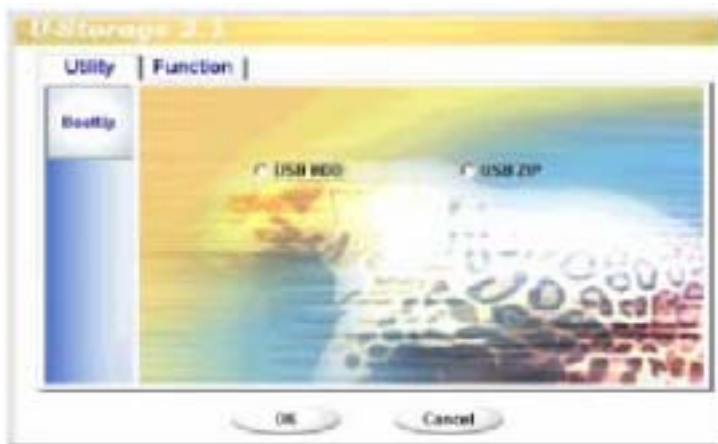 U-Storage 2.1
Utility | Function |
BootUp
USB HDD USB ZIP
OK Cancel